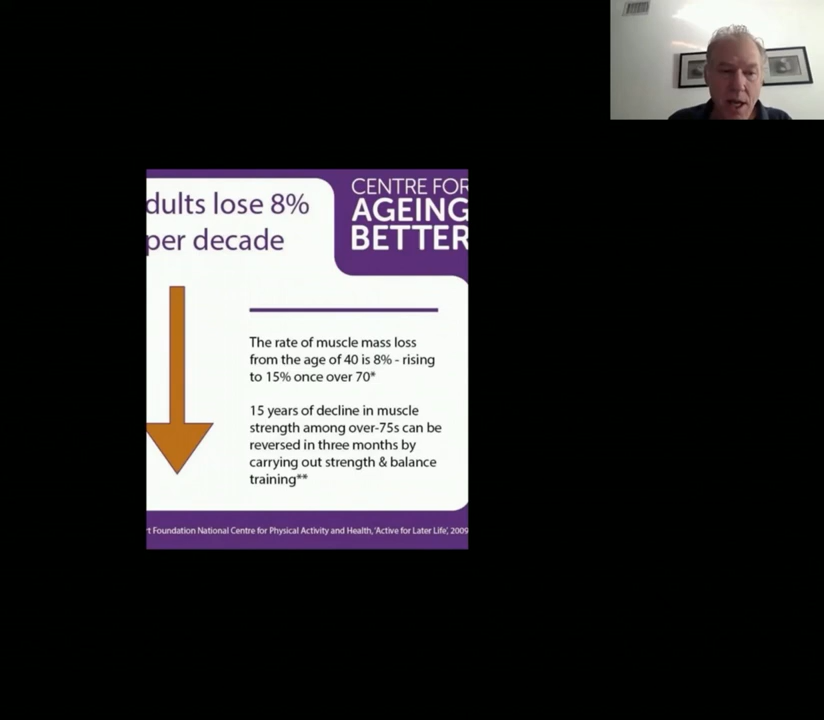 dults lose 8%
per decade
CENTRE FOR
AGEING
BETTER
The rate of muscle mass loss
from the age of 40 is 8% - rising
to 15% once over 70*
15 years of decline in muscle
strength among over-75s can be
reversed in three months by
carrying out strength & balance
training**
t Foundation National Centre for Physical Activity and Health, 'Active for Later Life', 2009